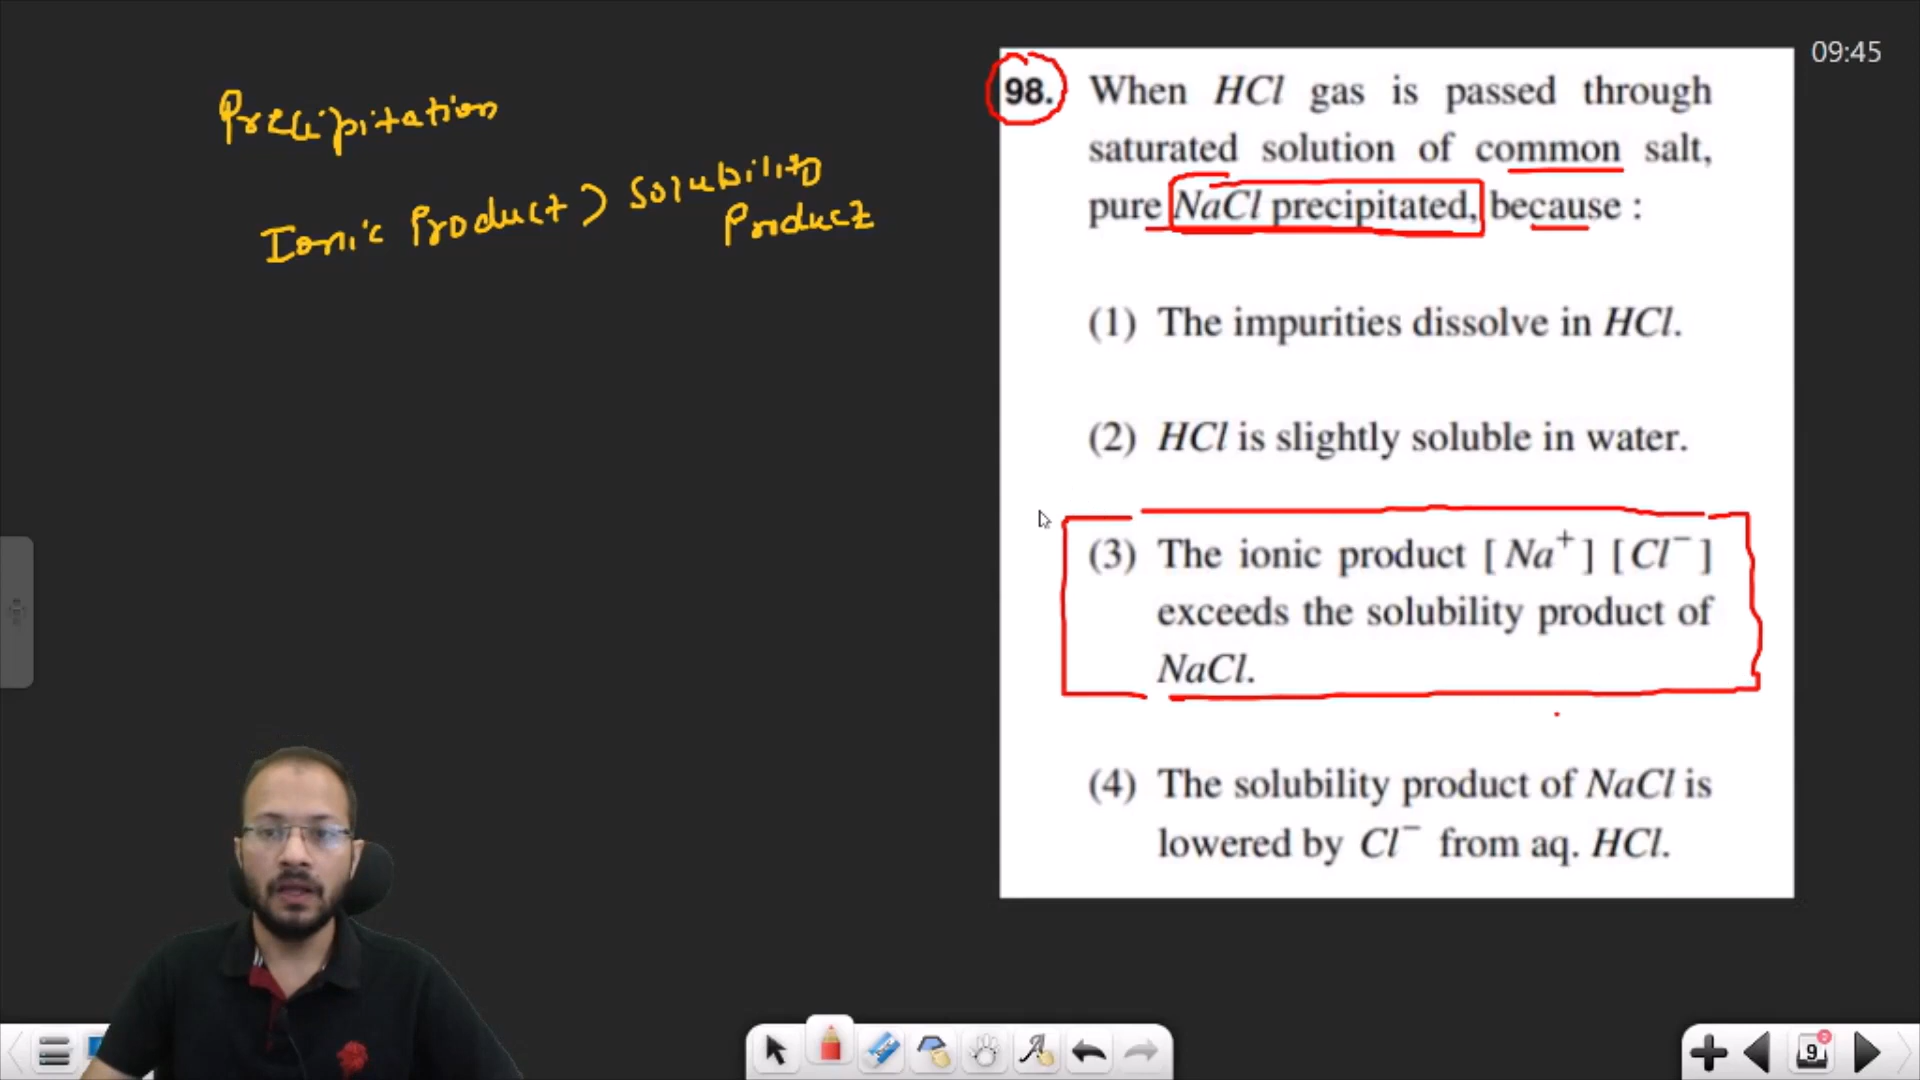 09:45
Precipitation
Ionic Product > Solubility
Product
98. When HCl gas is passed through
saturated solution of common salt,
pure NaCl precipitated, because :
(1) The impurities dissolve in HCl.
(2) HCl is slightly soluble in water.
(3) The ionic product [Na⁺] [Cl⁻]
exceeds the solubility product of
NaCl.
(4) The solubility product of NaCl is
lowered by Cl⁻ from aq. HCl.
9